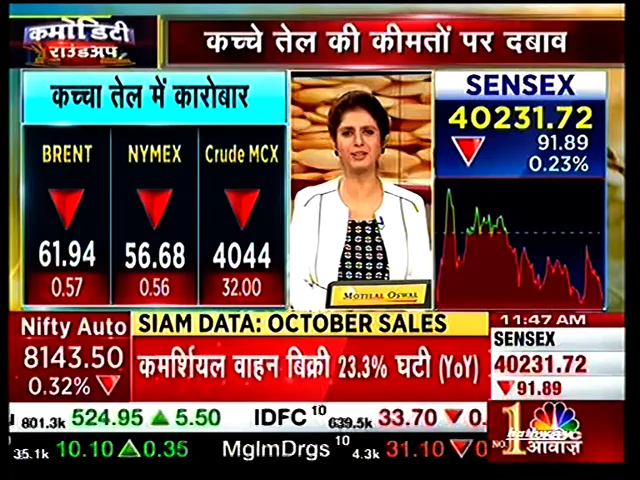 कमोडिटी
राउंडअप
कच्चे तेल की कीमतों पर दबाव
कच्चा तेल में कारोबार
BRENT NYMEX Crude MCX
61.94 56.68 4044
0.57 0.56 32.00
MOTILAL OSWAL
SENSEX
40231.72
91.89
0.23%
Nifty Auto
8143.50
0.32%
SIAM DATA: OCTOBER SALES
कमर्शियल वाहन बिक्री 23.3% घटी (YoY)
11:47 AM
SENSEX
40231.72
91.89
801.3k 524.95 5.50 IDFC 10 639.5k 33.70 0.
35.1k 10.10 0.35 MglmDrgs 10 4.3k 31.10 0
NO. 1
आवाज़